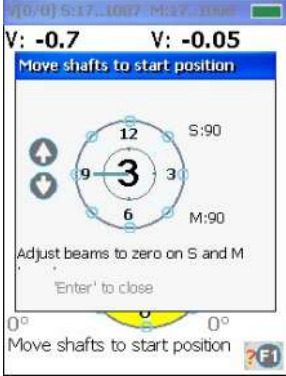 V: -0.7 V: -0.05
Move shafts to start position
12
S:90
9 3 3
6
M:90
Adjust beams to zero on S and M
'Enter' to close
0° 6 0°
Move shafts to start position
?F1